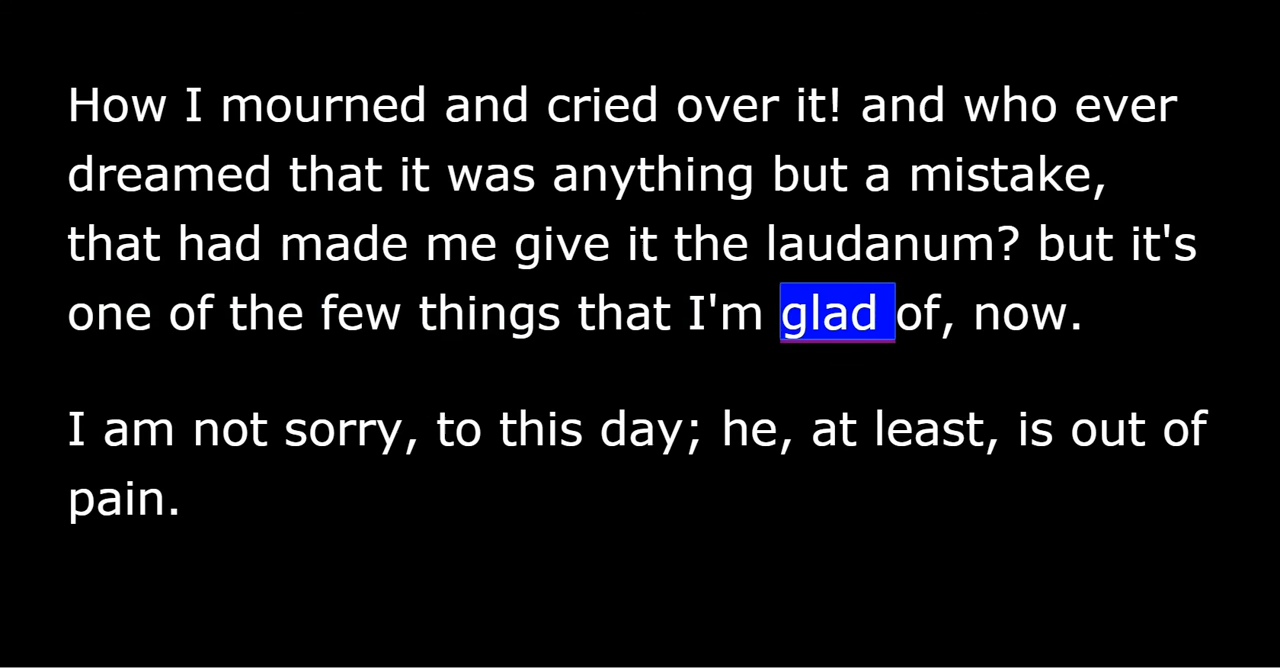 How I mourned and cried over it! and who ever
dreamed that it was anything but a mistake,
that had made me give it the laudanum? but it's
one of the few things that I'm glad of, now.
I am not sorry, to this day; he, at least, is out of
pain.